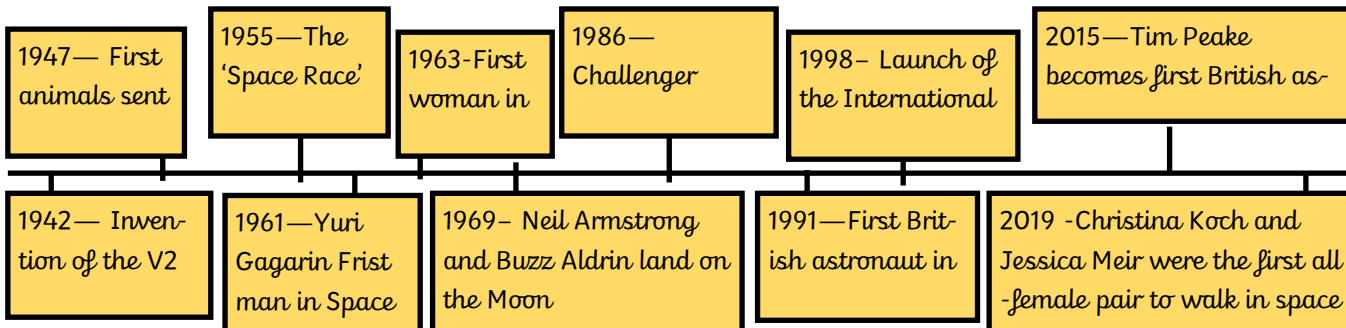 1947— First
animals sent
1955—The
‘Space Race’
1963-First
woman in
1986—
Challenger
1998– Launch of
the International
2015—Tim Peake
becomes first British as-
1942— Inven-
tion of the V2
1961—Yuri
Gagarin Frist
man in Space
1969– Neil Armstrong
and Buzz Aldrin land on
the Moon
1991—First Brit-
ish astronaut in
2019 -Christina Koch and
Jessica Meir were the first all
-female pair to walk in space